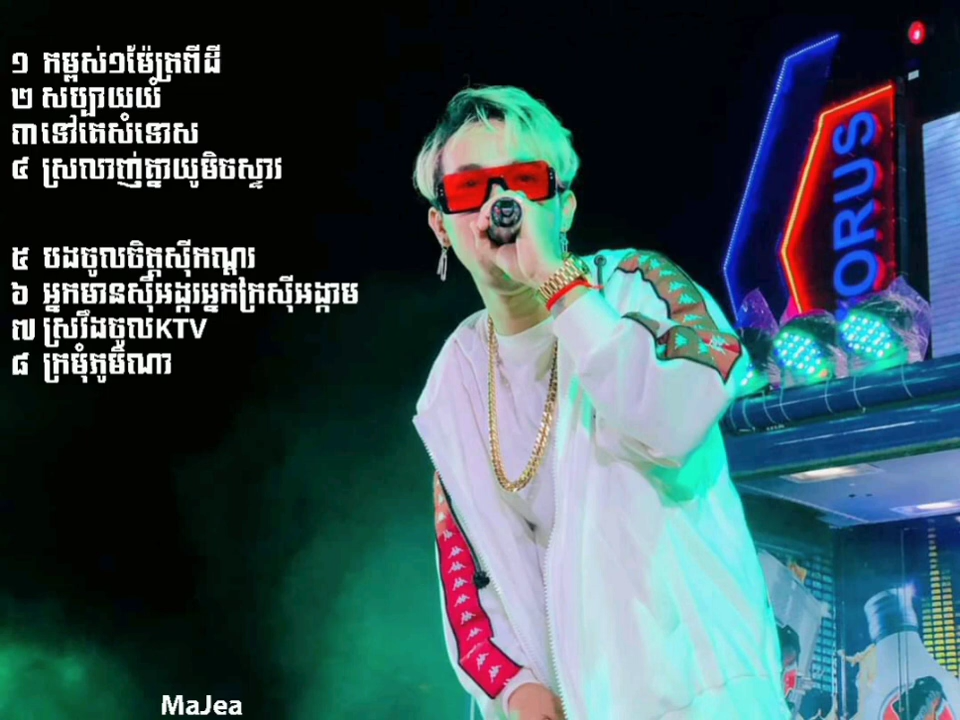 ១ កម្ពស់១ម៉ែត្រពីដី
២ សប្បាយយំ
៣ទៅគេសំទោស
៤ ស្រលាញ់គ្នាយូមិចស្ទាវ
៥ បងចូលចិត្តស៊ីកណ្ដរ
៦ អ្នកមានស៊ីអង្ករអ្នកក្រស៊ីអង្កាម
៧ ស្រវឹងចូលKTV
៨ ក្រមុំភូមិណា
ORUS
MaJea